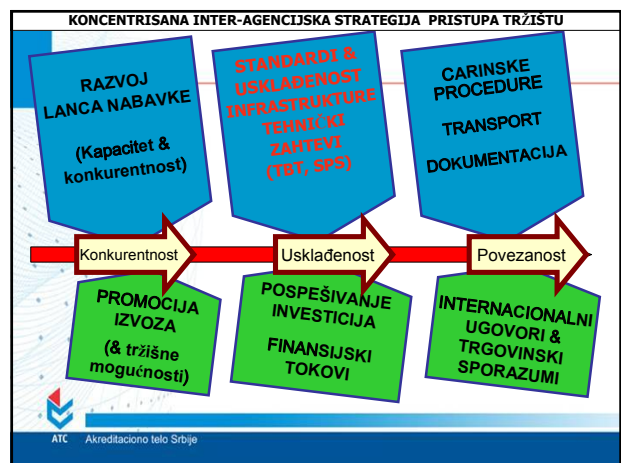 KONCENTRISANA INTER-AGENCIJSKA STRATEGIJA PRISTUPA TRŽIŠTU
RAZVOJ
LANCA NABAVKE
(Kapacitet &
konkurentnost)
STANDARDI &
USKLAĐENOST
INFRASTRUKTURE
TEHNIČKI
ZAHTEVI
(TBT, SPS)
CARINSKE
PROCEDURE
TRANSPORT
DOKUMENTACIJA
Konkurentnost
Usklađenost
Povezanost
PROMOCIJA
IZVOZA
(& tržišne
mogućnosti)
POSPEŠIVANJE
INVESTICIJA
FINANSIJSKI
TOKOVI
INTERNACIONALNI
UGOVORI &
TRGOVINSKI
SPORAZUMI
ATC Akreditaciono telo Srbije